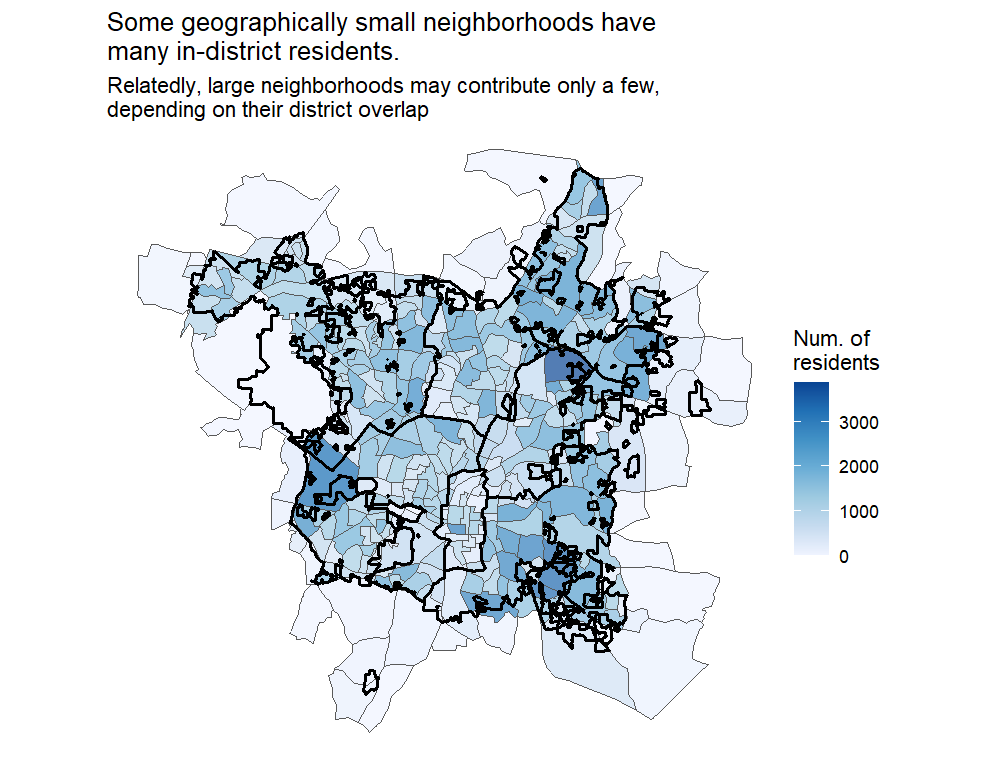 Some geographically small neighborhoods have
many in-district residents.
Relatedly, large neighborhoods may contribute only a few,
depending on their district overlap
Num. of
residents
3000
2000
1000
0